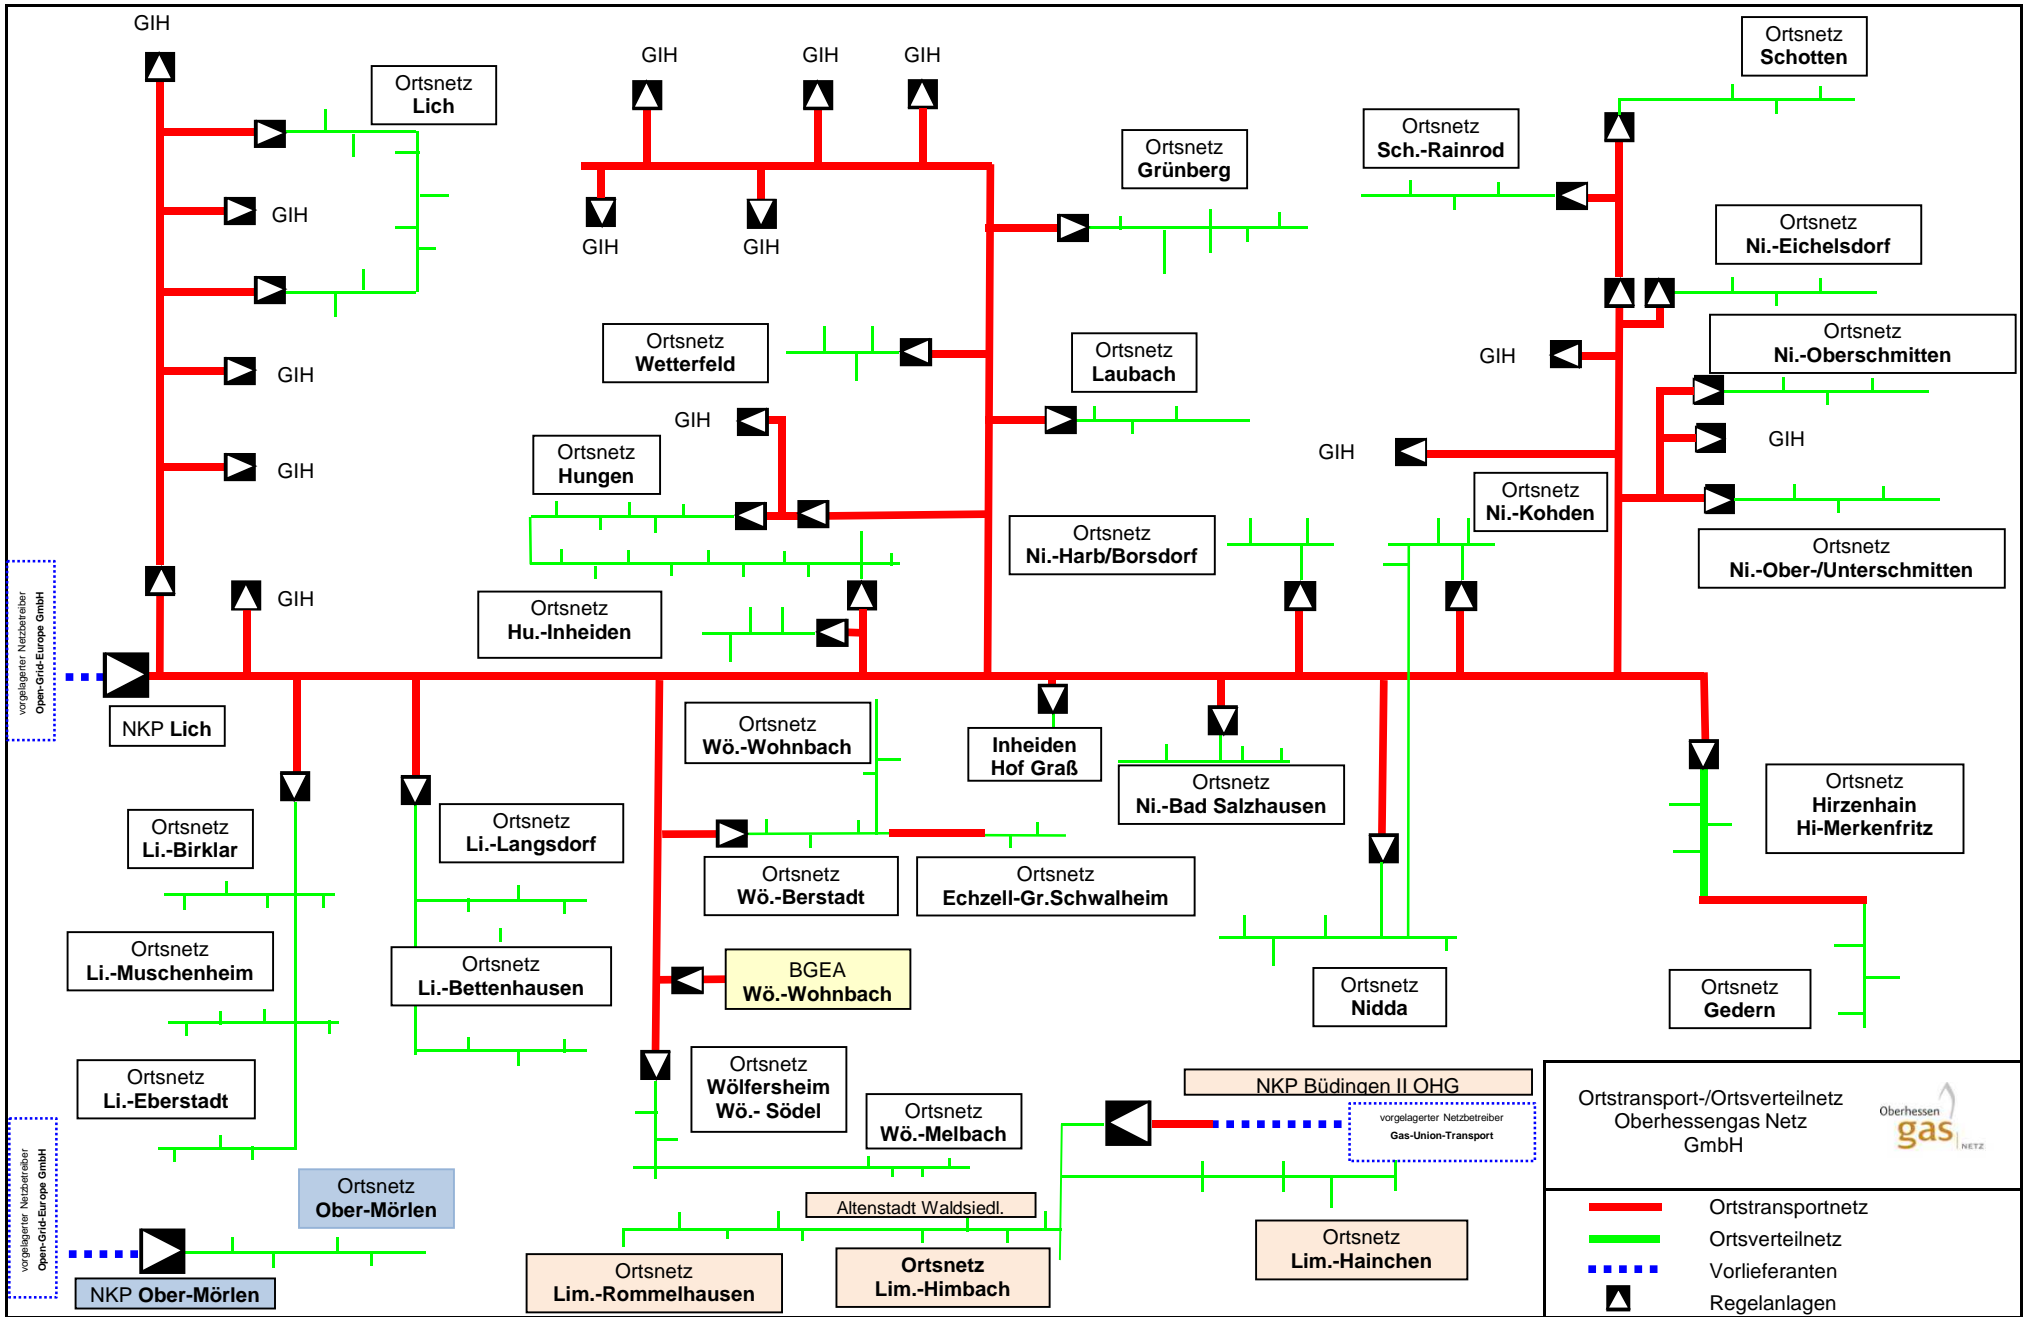 GIH
Ortsnetz
Lich
GIH
GIH
GIH
GIH
GIH
GIH
GIH
GIH
GIH
Ortsnetz
Grünberg
Ortsnetz
Schotten
Ortsnetz
Sch.-Rainrod
Ortsnetz
Ni.-Eichelsdorf
Ortsnetz
Ni.-Oberschmitten
GIH
GIH
GIH
Ortsnetz
Ni.-Kohden
Ortsnetz
Ni.-Ober-/Unterschmitten
Ortsnetz
Wetterfeld
Ortsnetz
Laubach
GIH
Ortsnetz
Hungen
Ortsnetz
Ni.-Harb/Borsdorf
GIH
Ortsnetz
Hu.-Inheiden
vorgelagerter Netzbetreiber
Open-Grid-Europe GmbH
NKP Lich
Ortsnetz
Wö.-Wohnbach
Inheiden
Hof Graß
Ortsnetz
Ni.-Bad Salzhausen
Ortsnetz
Hirzenhain
Hi-Merkenfritz
Ortsnetz
Li.-Birklar
Ortsnetz
Li.-Langsdorf
Ortsnetz
Wö.-Berstadt
Ortsnetz
Echzell-Gr.Schwalheim
Ortsnetz
Li.-Muschenheim
Ortsnetz
Li.-Bettenhausen
BGEA
Wö.-Wohnbach
Ortsnetz
Nidda
Ortsnetz
Gedern
Ortsnetz
Li.-Eberstadt
Ortsnetz
Wölfersheim
Wö.- Södel
Ortsnetz
Wö.-Melbach
NKP Büdingen II OHG
vorgelagerter Netzbetreiber
Gas-Union-Transport
vorgelagerter Netzbetreiber
Open-Grid-Europe GmbH
Ortsnetz
Ober-Mörlen
NKP Ober-Mörlen
Altenstadt Waldsiedl.
Ortsnetz
Lim.-Rommelhausen
Ortsnetz
Lim.-Himbach
Ortsnetz
Lim.-Hainchen
Ortstransport-/Ortsverteilnetz
Oberhessengas Netz
GmbH
Oberhessen
gas
NETZ
Ortstransportnetz
Ortsverteilnetz
Vorlieferanten
Regelanlagen